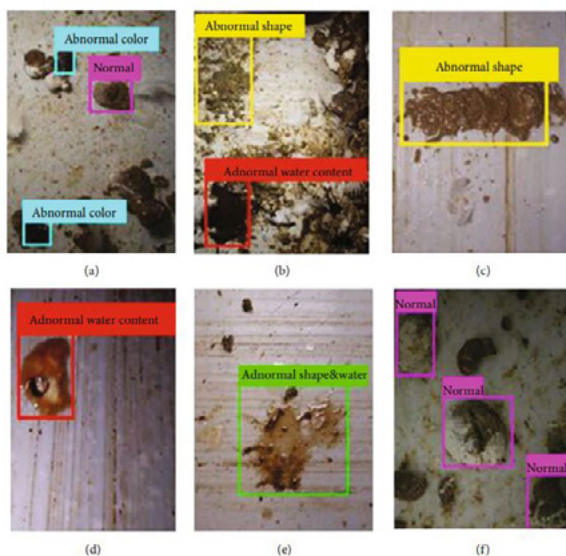 Abnormal color
Normal
Abnormal color
(a)
Abnormal shape
Adnormal water content
(b)
Abnormal shape
(c)
Adnormal water content
(d)
Adnormal shape&water
(e)
Normal
Normal
Normal
(f)